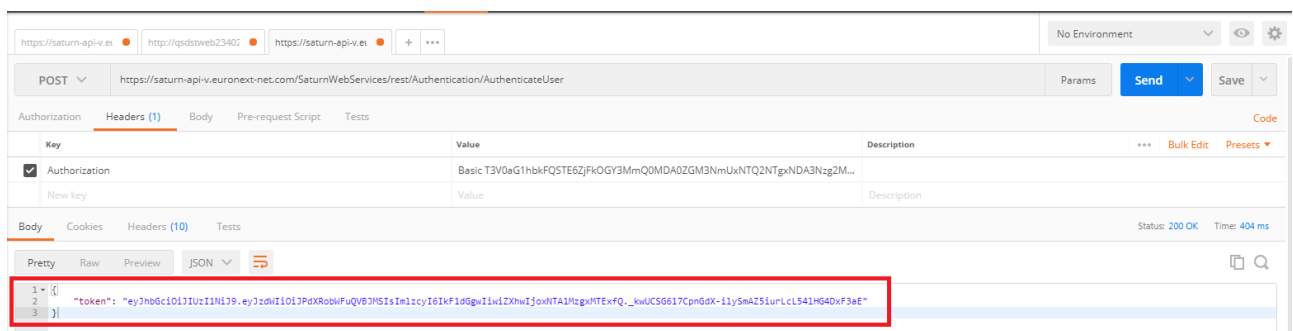 https://saturn-api-v.eu
http://qsdstweb23402
https://saturn-api-v.eu
+
No Environment
POST
https://saturn-api-v.euronext-net.com/SaturnWebServices/rest/Authentication/AuthenticateUser
Params
Send
Save
Authorization Headers (1) Body Pre-request Script Tests
Code
Key Value Description
Bulk Edit Presets
Authorization Basic T3V0aG1hbkFQSTE6ZjFkOGY3MmQ0MDA0ZGM3NmUxNTQ2NTgxNDA3Nzg2M...
New key Value Description
Body Cookies Headers (10) Tests
Status: 200 OK Time: 404 ms
Pretty Raw Preview JSON
1 {
2 "token": "eyJhbGciOiJIUzI1NiJ9.eyJzdWIiOiJPdXRobWFuQVBJMSIsImlzcyI6IkF1dGgwIiwiZXhwIjoxNTA1MzgxMTExfQ._kwUCSG617CpnGdX-ilySmAZ5iurLcL541HG4DxF3aE"
3 }